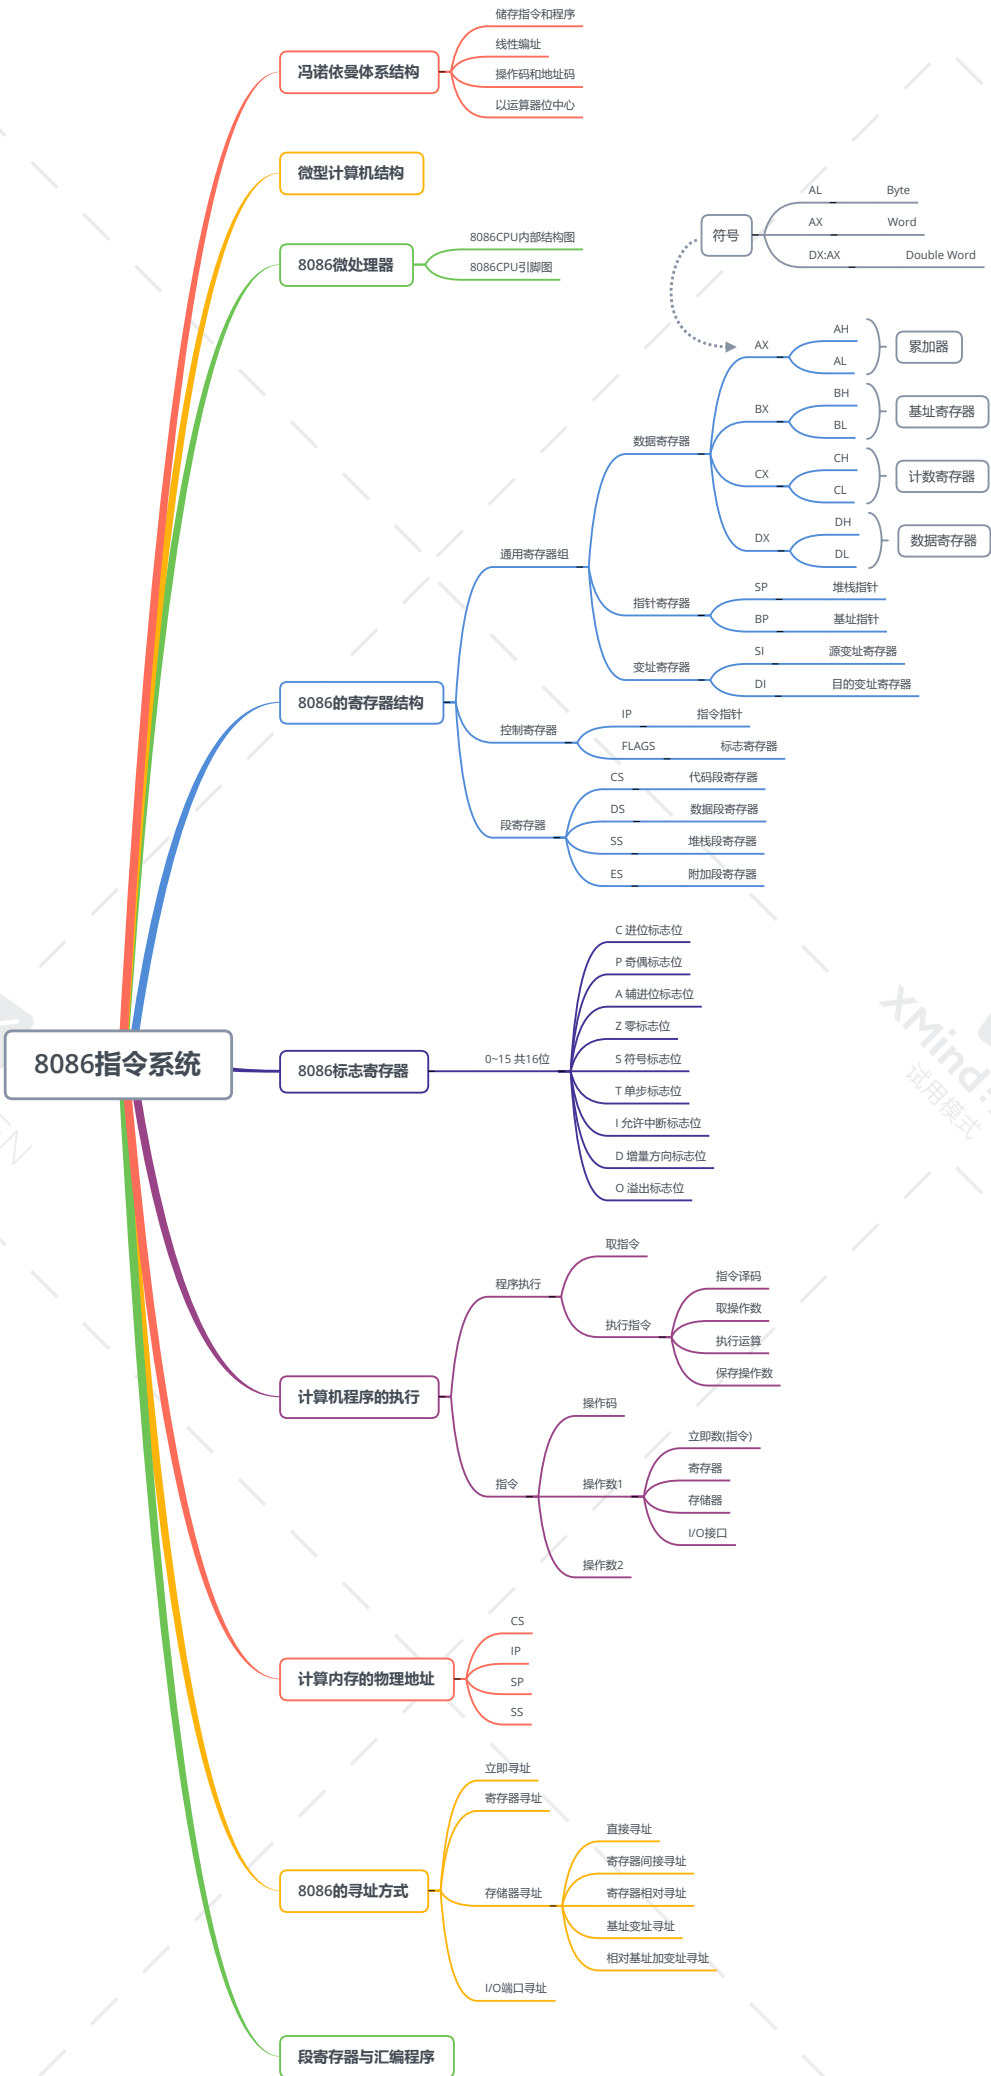 8086指令系统
冯诺依曼体系结构
储存指令和程序
线性编址
操作码和地址码
以运算器位中心
微型计算机结构
8086微处理器
8086CPU内部结构图
8086CPU引脚图
符号
AL
Byte
AX
Word
DX:AX
Double Word
8086的寄存器结构
通用寄存器组
数据寄存器
AX
AH
AL
累加器
BX
BH
BL
基址寄存器
CX
CH
CL
计数寄存器
DX
DH
DL
数据寄存器
指针寄存器
SP
堆栈指针
BP
基址指针
变址寄存器
SI
源变址寄存器
DI
目的变址寄存器
控制寄存器
IP
指令指针
FLAGS
标志寄存器
段寄存器
CS
代码段寄存器
DS
数据段寄存器
SS
堆栈段寄存器
ES
附加段寄存器
8086标志寄存器
0~15 共16位
C 进位标志位
P 奇偶标志位
A 辅进位标志位
Z 零标志位
S 符号标志位
T 单步标志位
I 允许中断标志位
D 增量方向标志位
O 溢出标志位
计算机程序的执行
程序执行
取指令
执行指令
指令译码
取操作数
执行运算
保存操作数
指令
操作码
操作数1
立即数(指令)
寄存器
存储器
I/O接口
操作数2
计算内存的物理地址
CS
IP
SP
SS
8086的寻址方式
立即寻址
寄存器寻址
存储器寻址
直接寻址
寄存器间接寻址
寄存器相对寻址
基址变址寻址
相对基址加变址寻址
I/O端口寻址
段寄存器与汇编程序
XMind:
试用模式